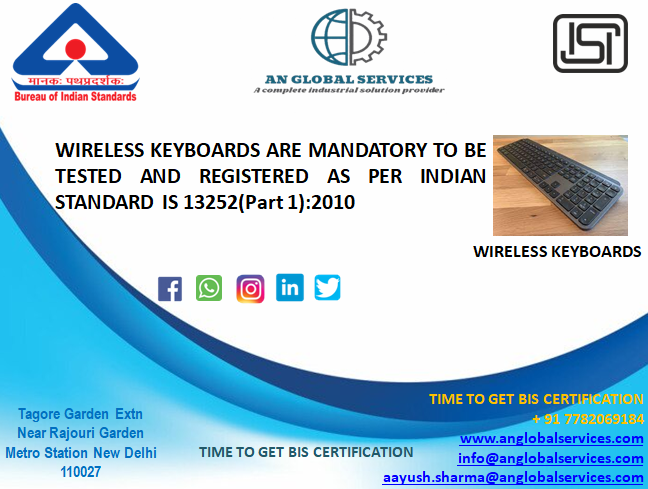 मानकः पथप्रदर्शकः
Bureau of Indian Standards
AN GLOBAL SERVICES
A complete industrial solution provider
ISI
WIRELESS KEYBOARDS ARE MANDATORY TO BE
TESTED AND REGISTERED AS PER INDIAN
STANDARD IS 13252(Part 1):2010
WIRELESS KEYBOARDS
Tagore Garden Extn
Near Rajouri Garden
Metro Station New Delhi
110027
TIME TO GET BIS CERTIFICATION
TIME TO GET BIS CERTIFICATION
+ 91 7782069184
www.anglobalservices.com
info@anglobalservices.com
aayush.sharma@anglobalservices.com